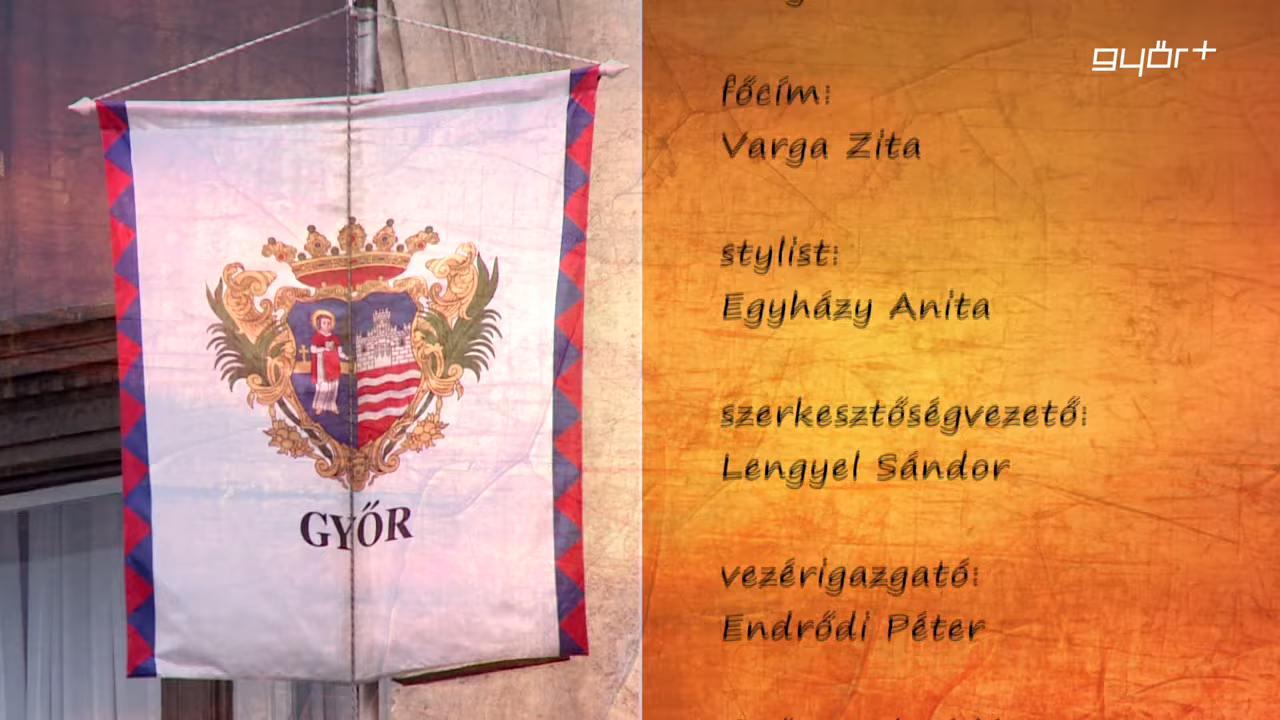 győr+
GYŐR
főcím:
Varga Zita
stylist:
Egyházy Anita
szerkesztőségvezető:
Lengyel Sándor
vezérigazgató:
Endrődi Péter